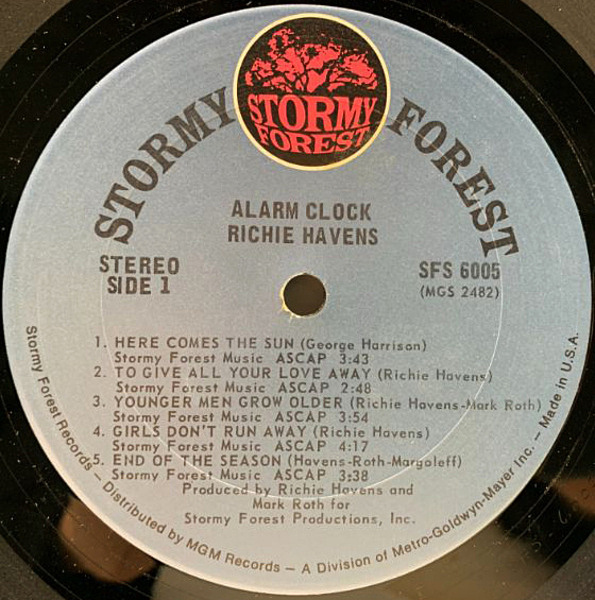 STORMY
FOREST
STORMY FOREST
ALARM CLOCK
RICHIE HAVENS
STEREO
SIDE 1
SFS 6005
(MGS 2482)
1. HERE COMES THE SUN (George Harrison)
Stormy Forest Music ASCAP 3:43
2. TO GIVE ALL YOUR LOVE AWAY (Richie Havens)
Stormy Forest Music ASCAP 2:48
3. YOUNGER MEN GROW OLDER (Richie Havens-Mark Roth)
Stormy Forest Music ASCAP 3:54
4. GIRLS DON'T RUN AWAY (Richie Havens)
Stormy Forest Music ASCAP 4:17
5. END OF THE SEASON (Havens-Roth-Margoleff)
Stormy Forest Music ASCAP 3:38
Produced by Richie Havens and
Mark Roth for
Stormy Forest Productions, Inc.
Stormy Forest Records – Distributed by MGM Records – A Division of Metro-Goldwyn-Mayer Inc. – Made in U.S.A.